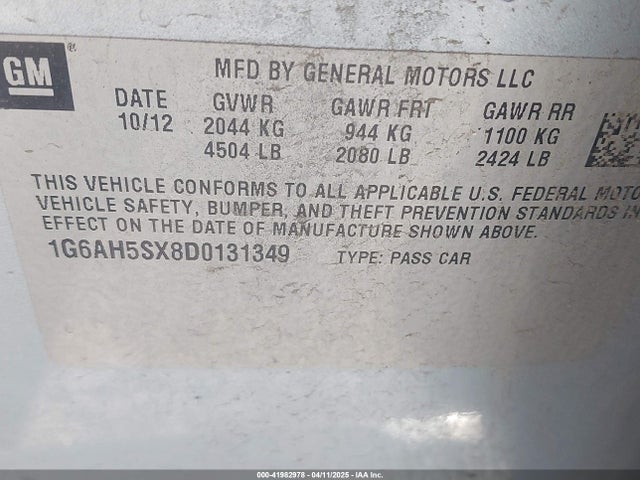 GM®
MFD BY GENERAL MOTORS LLC
DATE GVWR GAWR FRT GAWR RR
10/12 2044 KG 944 KG 1100 KG
4504 LB 2080 LB 2424 LB
THIS VEHICLE CONFORMS TO ALL APPLICABLE U.S. FEDERAL MOTO
VEHICLE SAFETY, BUMPER, AND THEFT PREVENTION STANDARDS IN
EFFECT ON THE DATE OF MANUFACTURE SHOWN ABOVE.
1G6AH5SX8D0131349 TYPE: PASS CAR
000-41982978 - 04/11/2025 - IAA Inc.